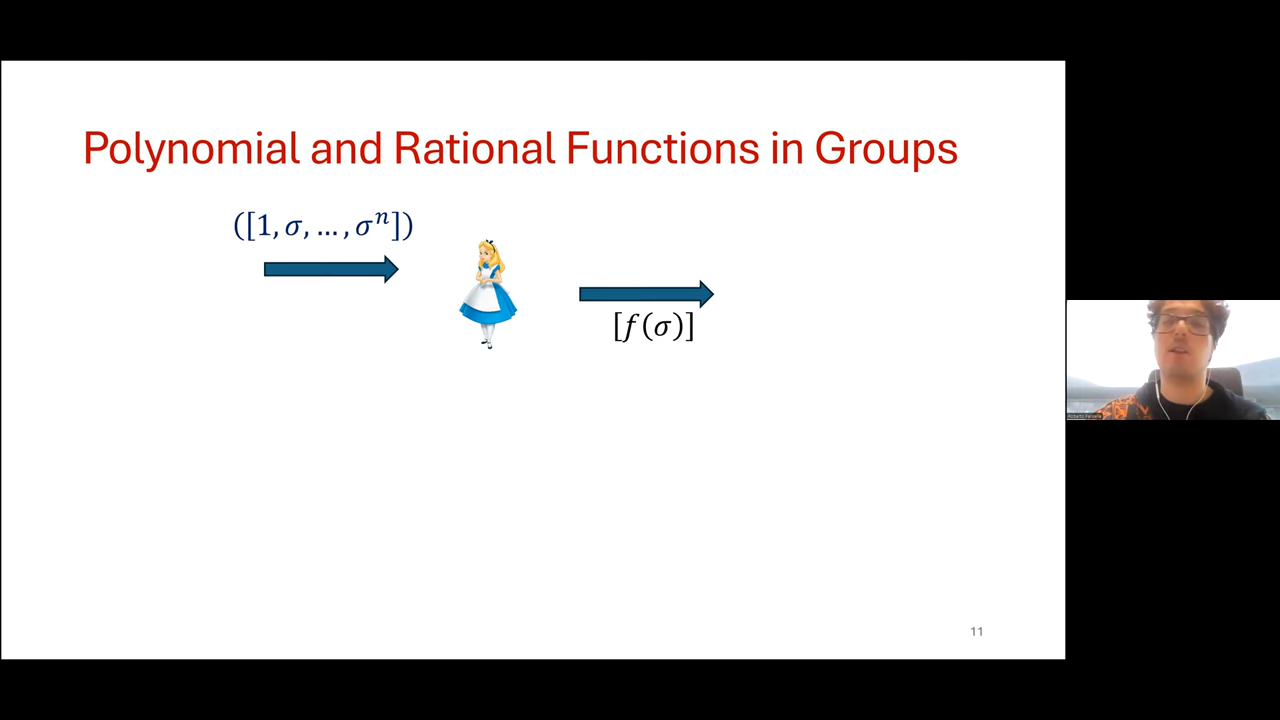 Polynomial and Rational Functions in Groups
([1, σ, … , σⁿ])
[f(σ)]
11